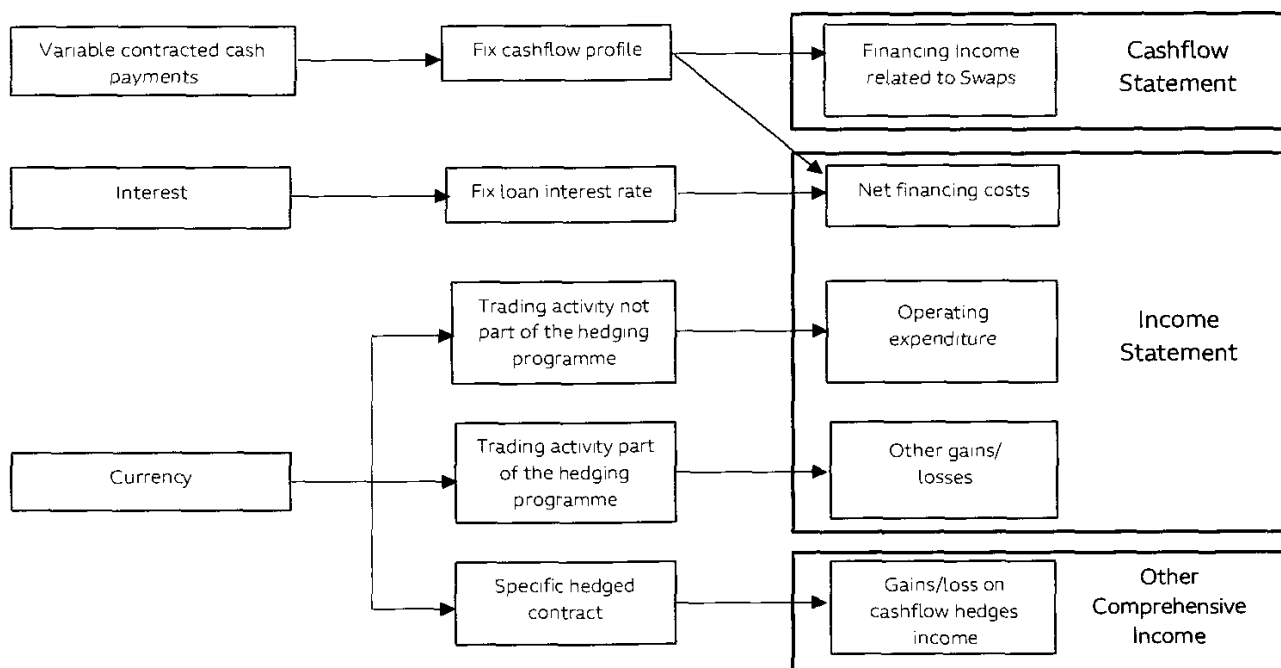 Variable contracted cash
payments
Fix cashflow profile
Financing Income
related to Swaps
Cashflow
Statement
Interest
Fix loan interest rate
Net financing costs
Trading activity not
part of the hedging
programme
Operating
expenditure
Income
Statement
Currency
Trading activity part
of the hedging
programme
Other gains/
losses
Specific hedged
contract
Gains/loss on
cashflow hedges
income
Other
Comprehensive
Income